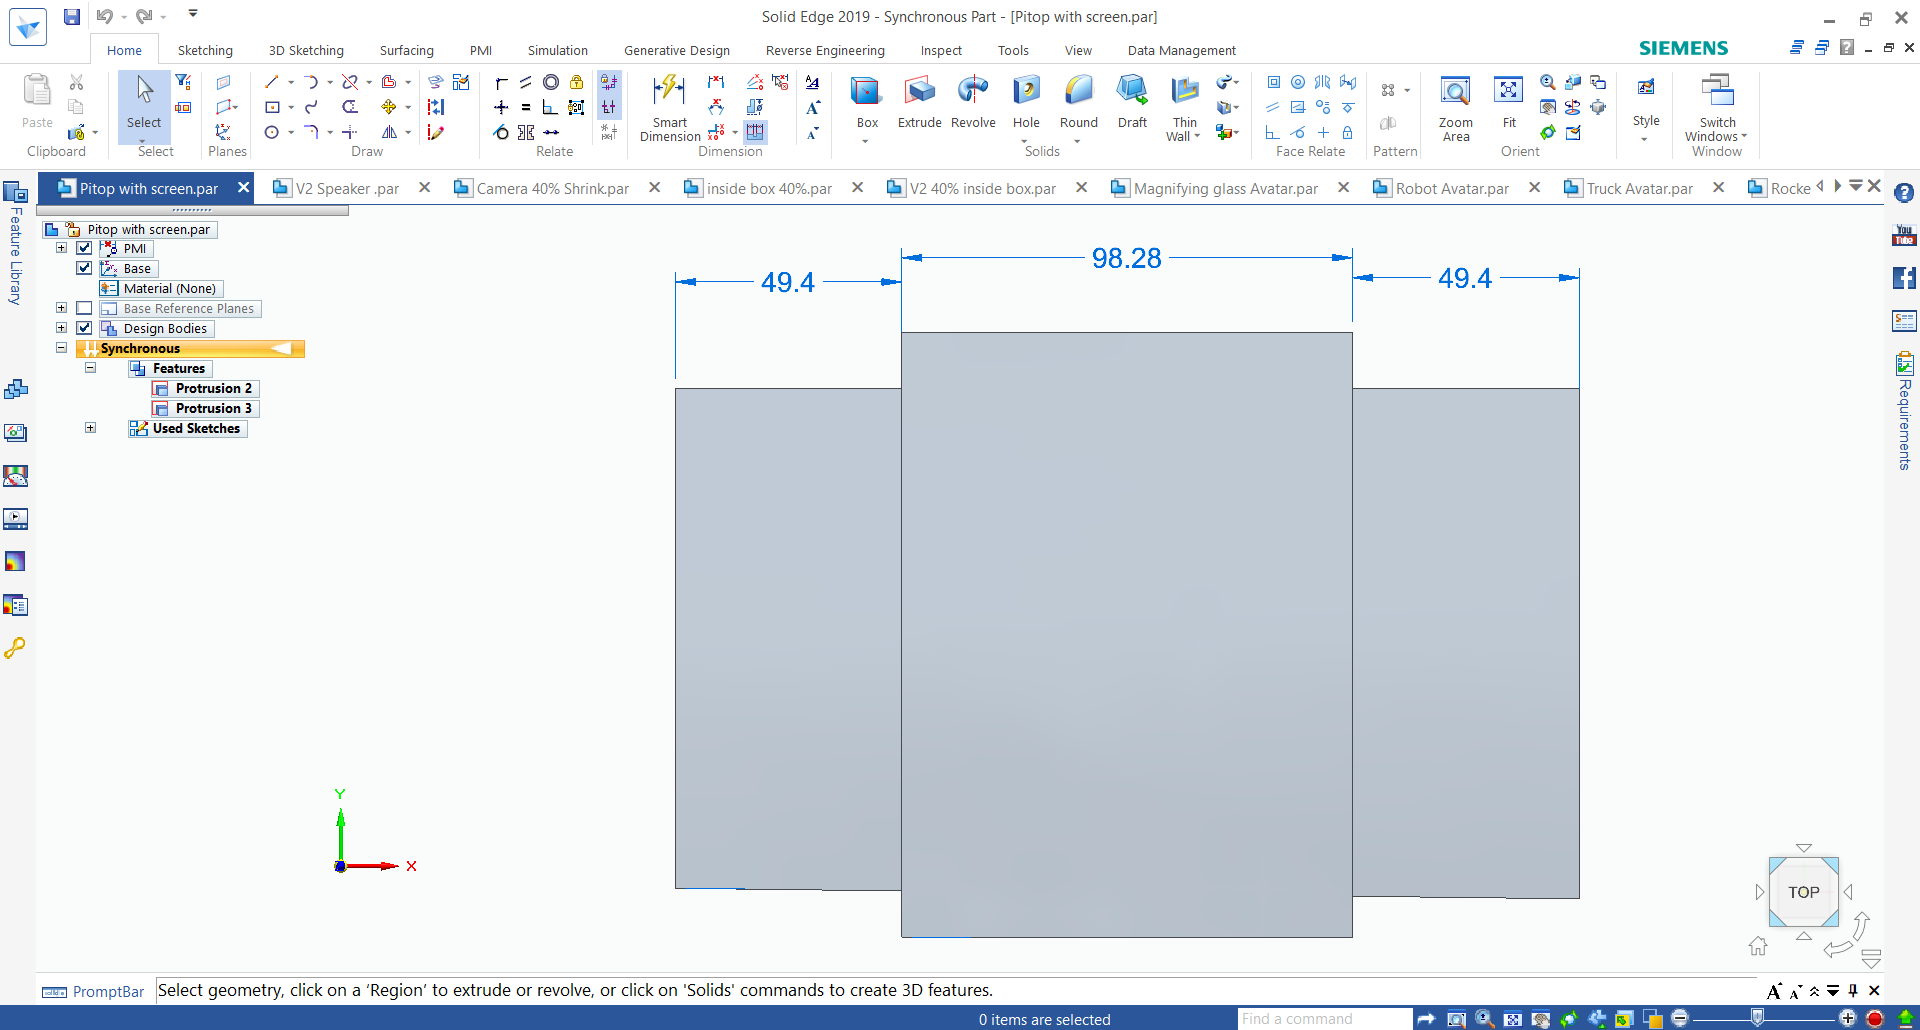 Solid Edge 2019 - Synchronous Part - [Pitop with screen.par]
Home Sketching 3D Sketching Surfacing PMI Simulation Generative Design Reverse Engineering Inspect Tools View Data Management
SIEMENS
Paste
Clipboard
Select
Select
Planes
Draw
Relate
Smart Dimension
Dimension
Box
Extrude
Revolve
Hole
Round
Draft
Thin Wall
Solids
Face Relate
Pattern
Zoom Area
Fit
Orient
Style
Switch Windows
Window
Pitop with screen.par
V2 Speaker .par
Camera 40% Shrink.par
inside box 40%.par
V2 40% inside box.par
Magnifying glass Avatar.par
Robot Avatar.par
Truck Avatar.par
Rocke
Feature Library
Pitop with screen.par
PMI
Base
Material (None)
Base Reference Planes
Design Bodies
Synchronous
Features
Protrusion 2
Protrusion 3
Used Sketches
49.4
98.28
49.4
Y
X
TOP
You
Tube
Requirements
PromptBar
Select geometry, click on a ‘Region’ to extrude or revolve, or click on 'Solids' commands to create 3D features.
0 items are selected
Find a command